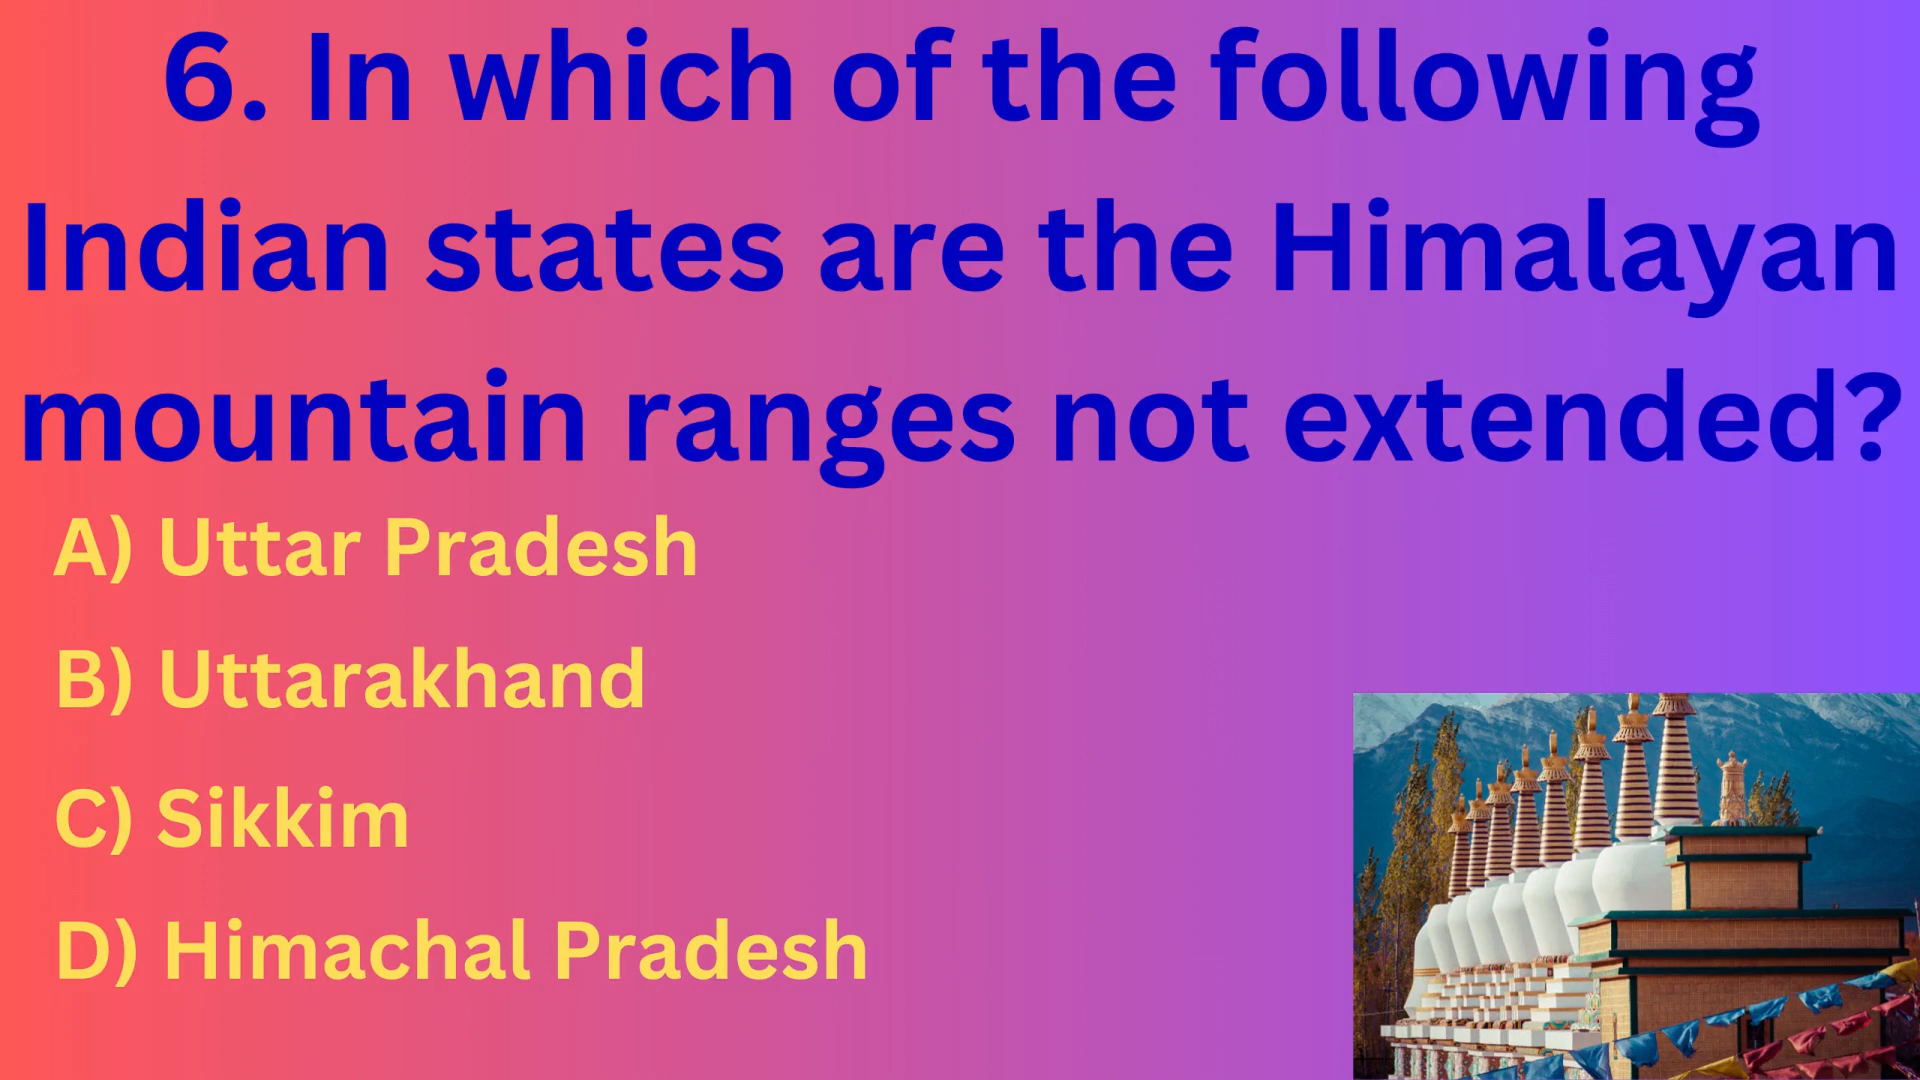 6. In which of the following
Indian states are the Himalayan
mountain ranges not extended?
A) Uttar Pradesh
B) Uttarakhand
C) Sikkim
D) Himachal Pradesh